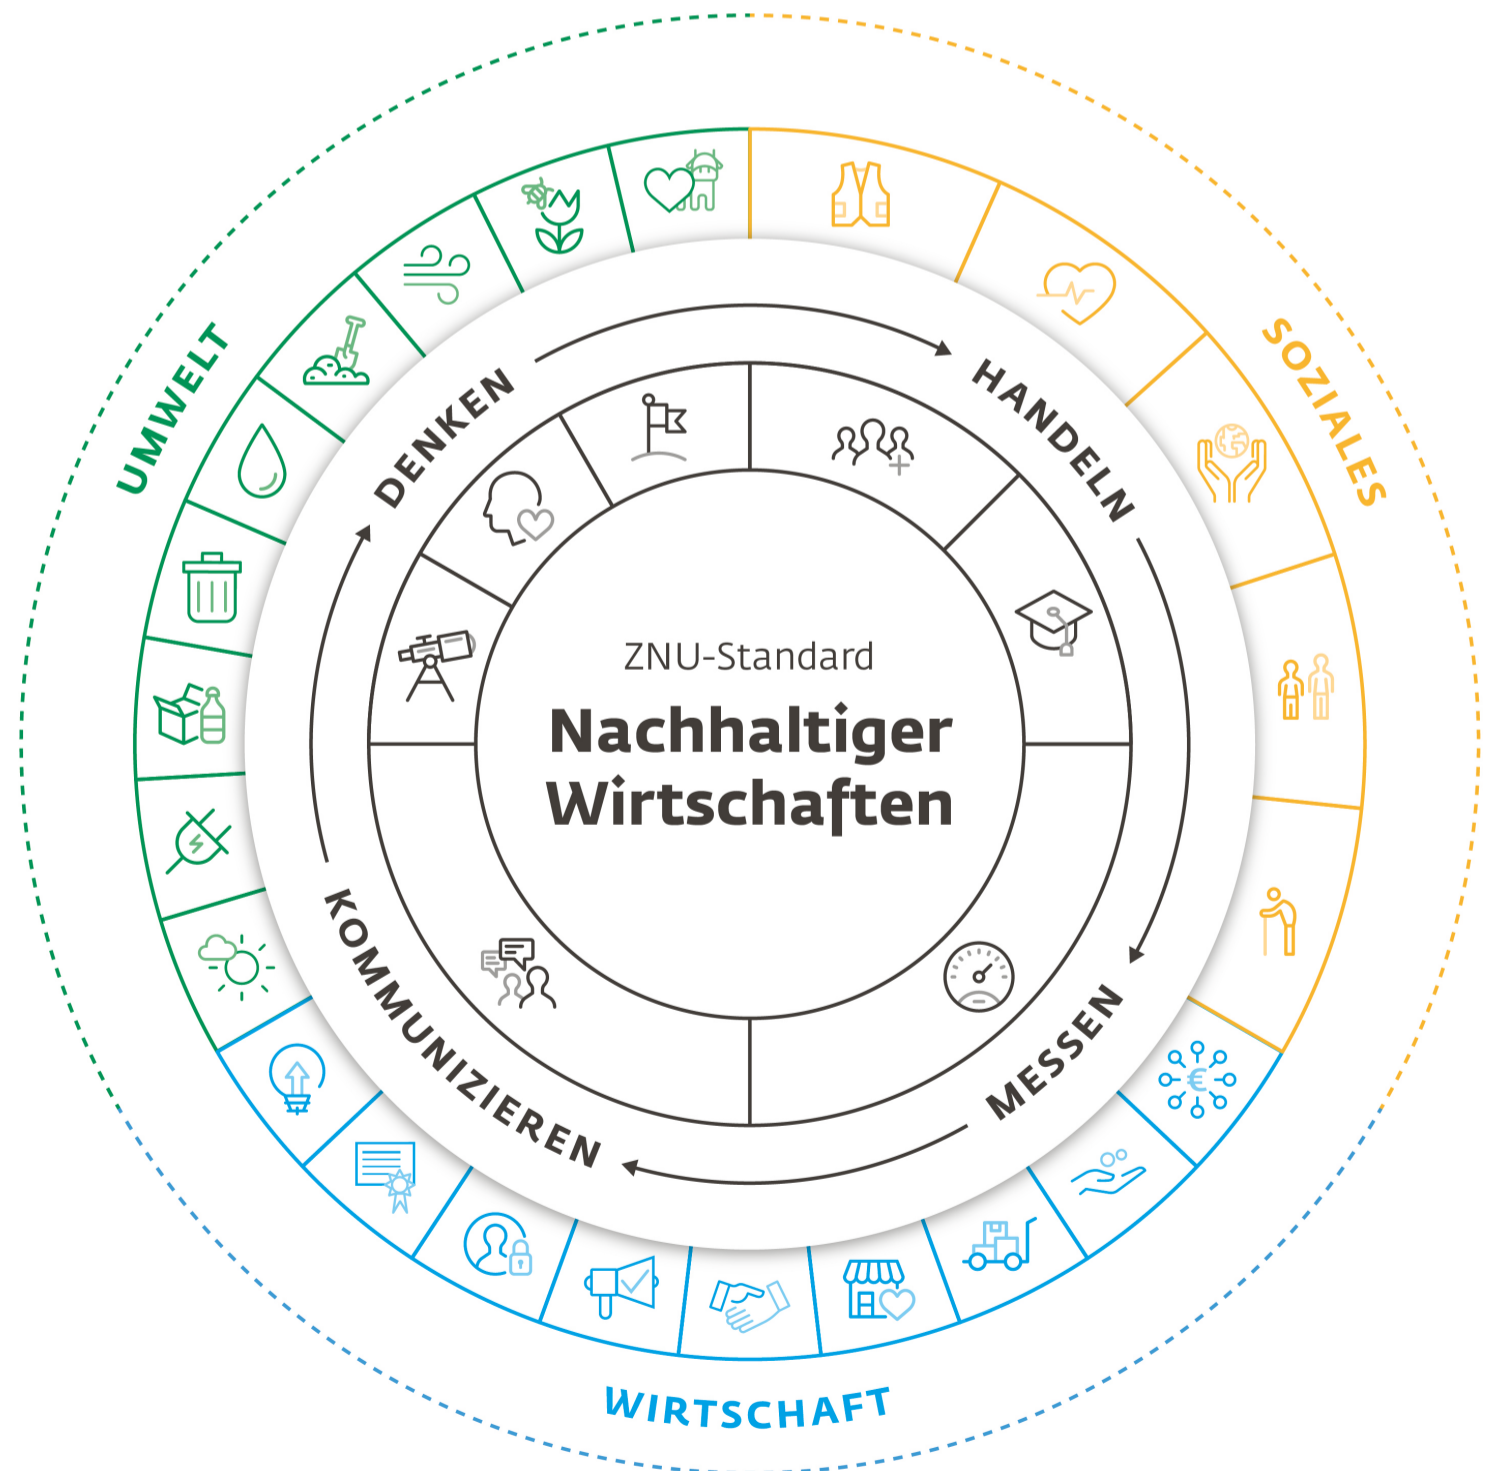 UMWELT
SOZIALES
DENKEN
HANDELN
ZNU-Standard
Nachhaltiger
Wirtschaften
KOMMUNIZIEREN
MESSEN
€
WIRTSCHAFT